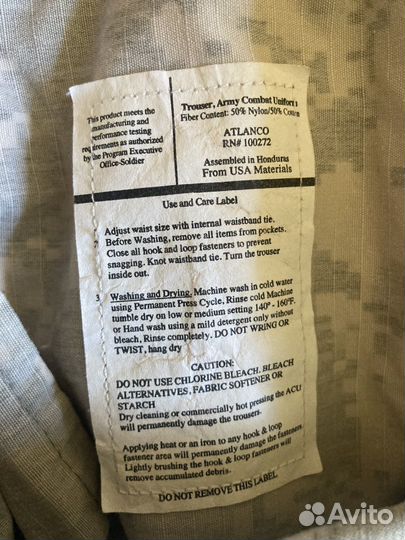 This product meets the
manufacturing and
performance testing
requirements as authorized
by the Program Executive
Office-Soldier
Trouser, Army Combat Uniform
Fiber Content: 50% Nylon/50% Cotton
ATLANCO
RN# 100272
Assembled in Honduras
From USA Materials
Use and Care Label
Adjust waist size with internal waistband tie.
2 Before Washing, remove all items from pockets.
Close all hook and loop fasteners to prevent
snagging. Knot waistband tie. Turn the trouser
inside out.
3 Washing and Drying. Machine wash in cold water
using Permanent Press Cycle, Rinse cold Machine
tumble dry on low or medium setting 140°-160°F.
or Hand wash using a mild detergent only without
bleach, Rinse completely. DO NOT WRING OR
TWIST, hang dry
CAUTION:
DO NOT USE CHLORINE BLEACH, BLEACH
ALTERNATIVES, FABRIC SOFTENER OR
STARCH
Dry cleaning or commercially hot pressing the ACU
will permanently damage the trousers.
Applying heat or an iron to any hook & loop
fastener area will permanently damage the fasteners.
Lightly brushing the hook & loop fasteners will
remove accumulated debris.
DO NOT REMOVE THIS LABEL
Avito